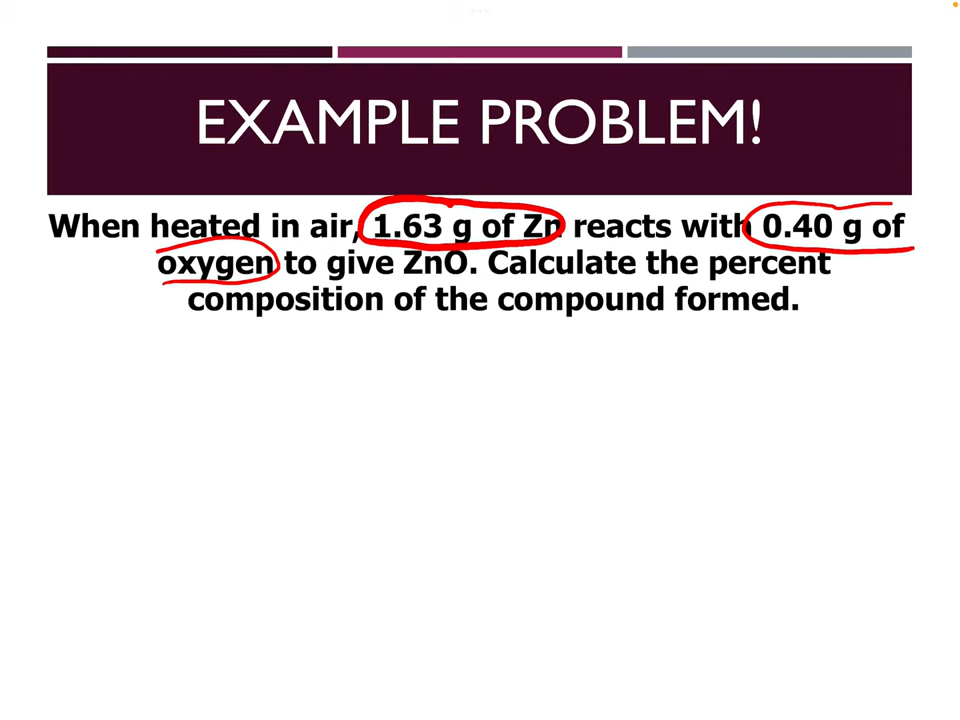 EXAMPLE PROBLEM!
When heated in air, 1.63 g of Zn reacts with 0.40 g of
oxygen to give ZnO. Calculate the percent
composition of the compound formed.